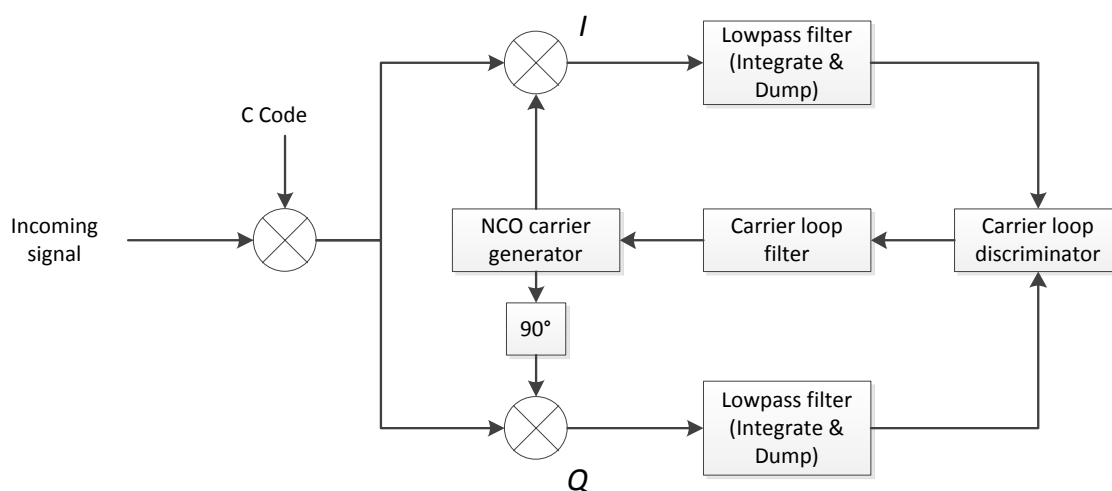 I
Lowpass filter
(Integrate &
Dump)
C Code
Incoming
signal
NCO carrier
generator
Carrier loop
filter
Carrier loop
discriminator
90°
Lowpass filter
(Integrate &
Dump)
Q